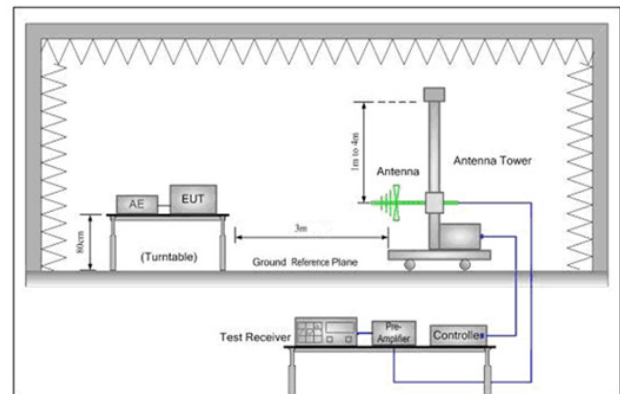 1m to 4m
Antenna
Antenna Tower
AE
EUT
80cm
(Turntable)
3m
Ground Reference Plane
Test Receiver
Pre-
Amplifier
Controller